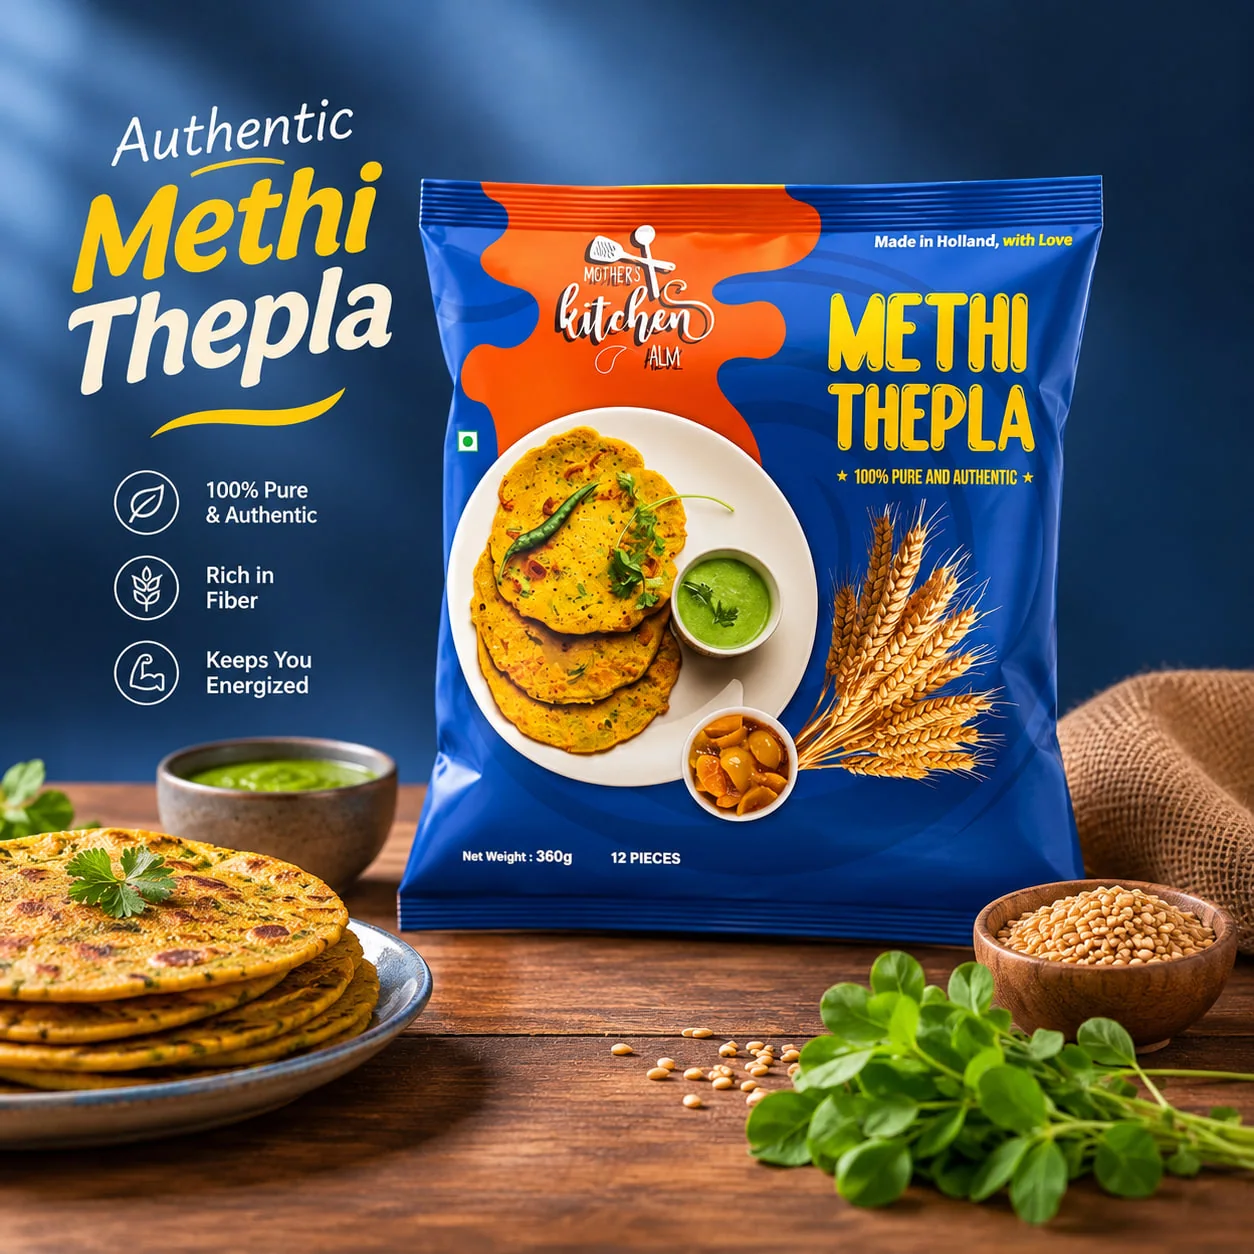 Authentic
Methi
Thepla
100% Pure
& Authentic
Rich in
Fiber
Keeps You
Energized
MOTHER'S
kitchen
ALM
Made in Holland, with Love
METHI
THEPLA
★ 100% PURE AND AUTHENTIC ★
Net Weight : 360g
12 PIECES